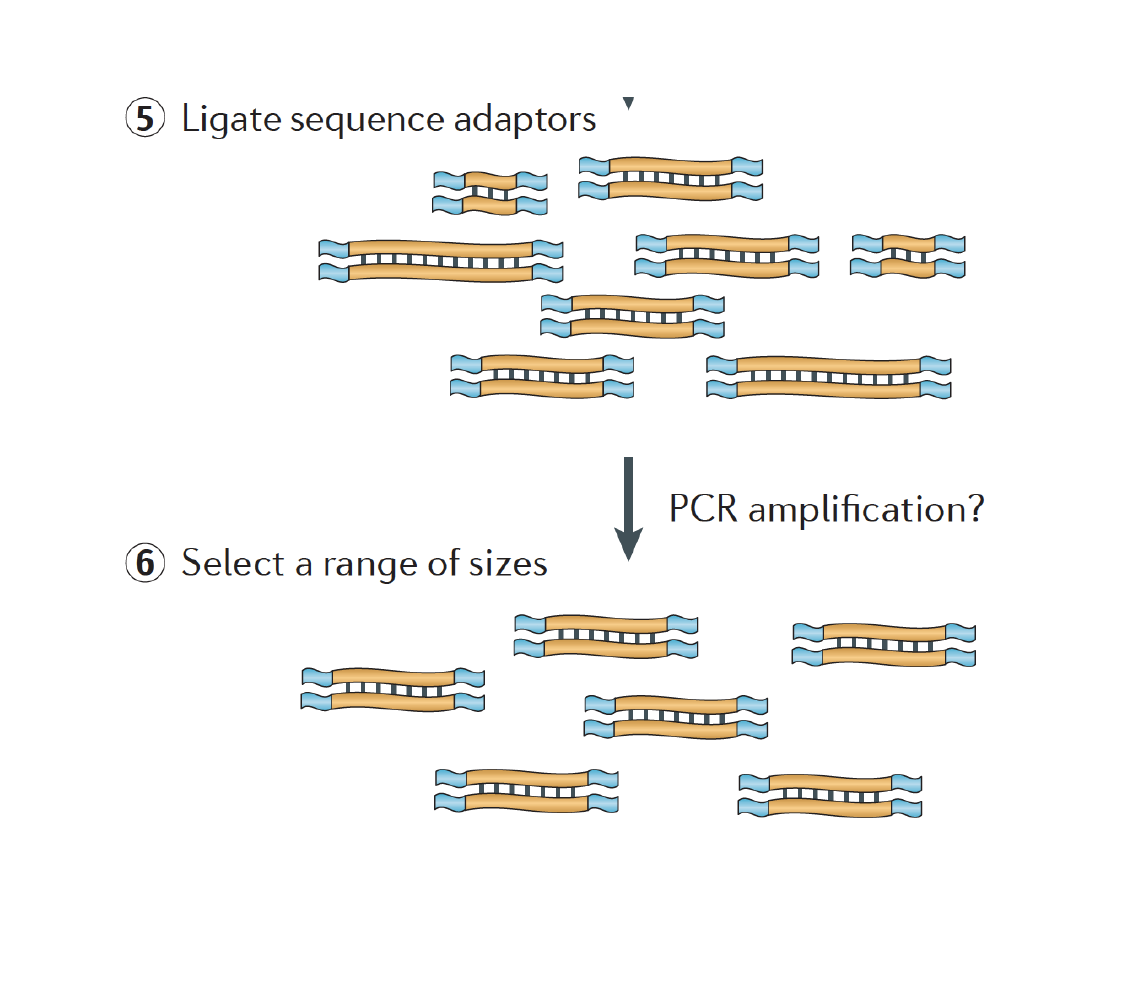 5 Ligate sequence adaptors
PCR amplification?
6 Select a range of sizes